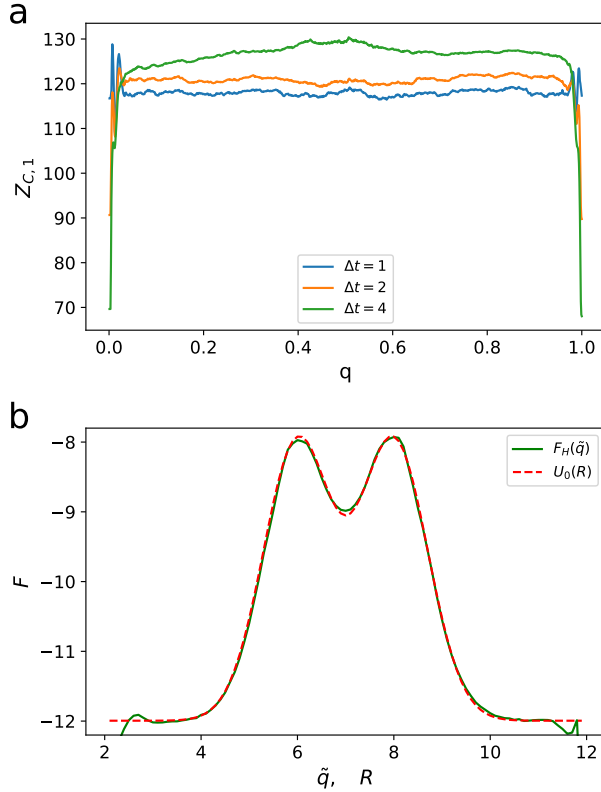 a
130
120
110
100
90
80
70
Z_{C,1}
Δt = 1
Δt = 2
Δt = 4
0.0 0.2 0.4 0.6 0.8 1.0
q
b
−8
−9
−10
−11
−12
F
F_H(q̃)
U_0(R)
2 4 6 8 10 12
q̃, R